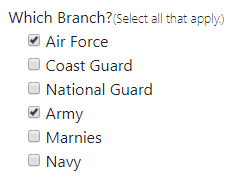 Which Branch?(Select all that apply.)
Air Force
Coast Guard
National Guard
Army
Marnies
Navy